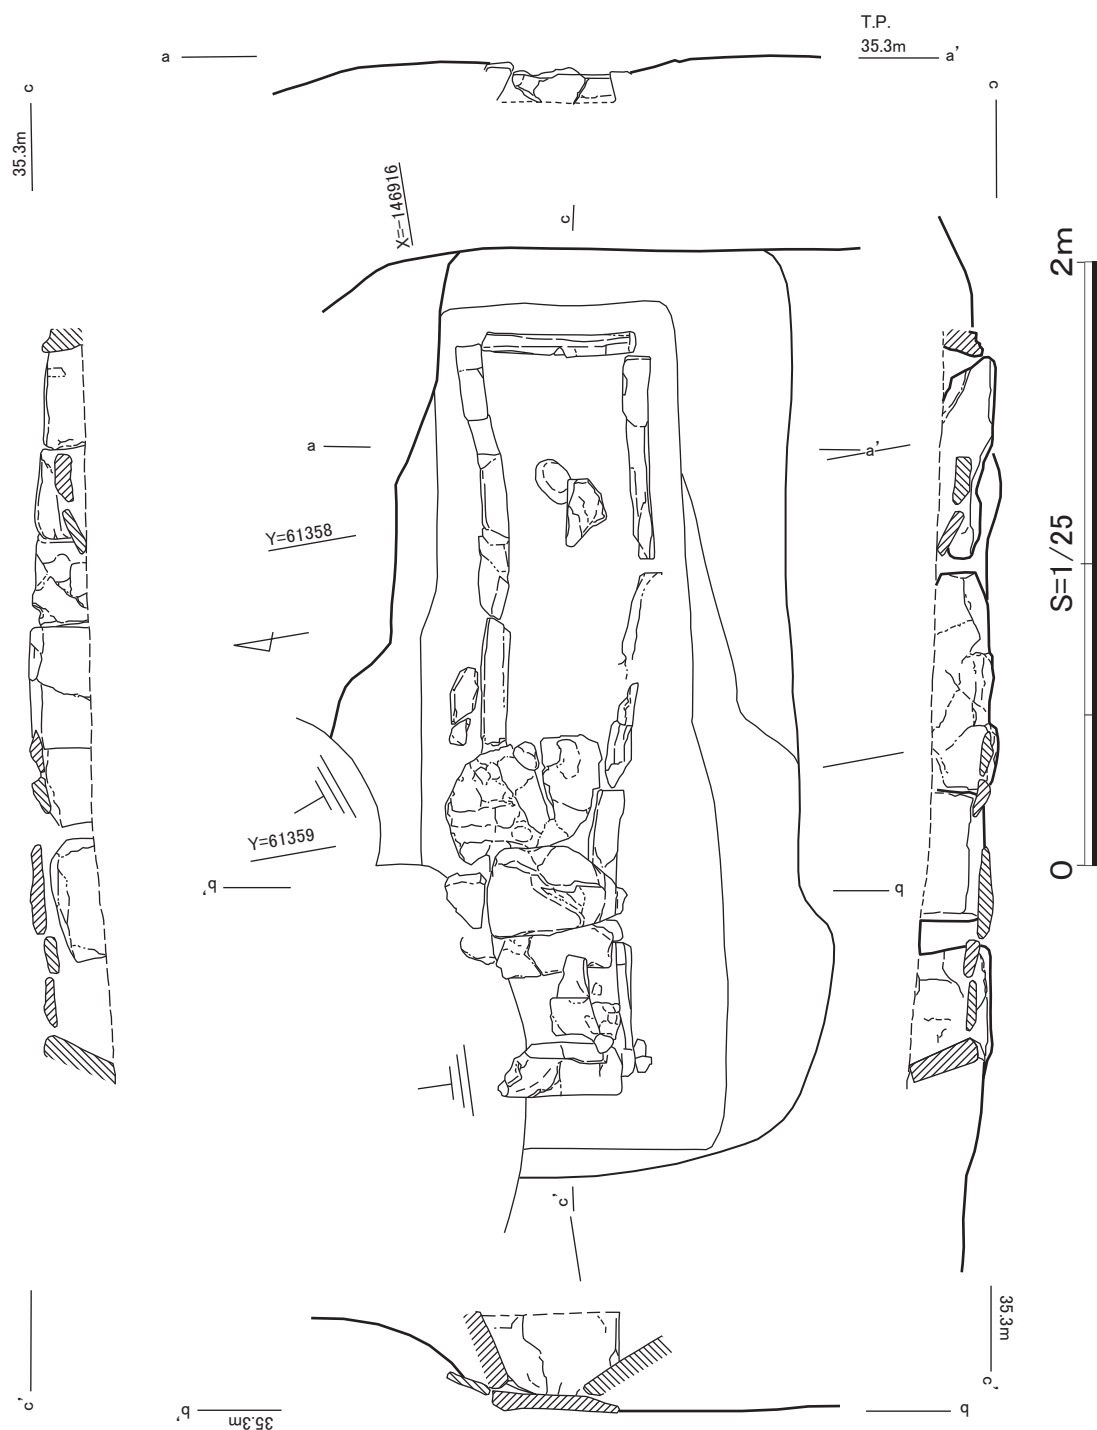 T.P.
35.3m
a
a'
c
35.3m
c
X=-146916
c
2m
a
a'
Y=61358
S=1/25
Y=61359
b'
b
0
c'
35.3m
c'
c'
b'
35.3m
b